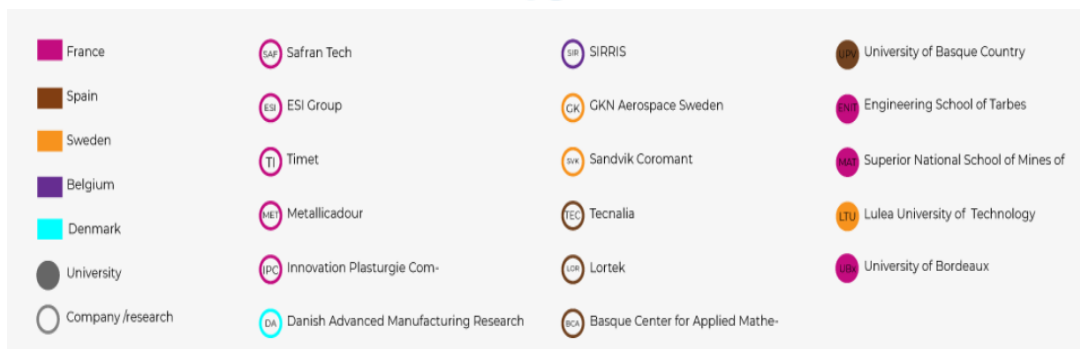 France
Spain
Sweden
Belgium
Denmark
University
Company/research
SAF Safran Tech
ESI ESI Group
TI Timet
MET Metallicadour
IPC Innovation Plasturgie Com-
DA Danish Advanced Manufacturing Research
SIR SIRRIS
GK GKN Aerospace Sweden
SVK Sandvik Coromant
TEC Tecnalia
LOR Lortek
BCA Basque Center for Applied Mathe-
UPV University of Basque Country
ENIT Engineering School of Tarbes
MAT Superior National School of Mines of
LTU Lulea University of Technology
UBx University of Bordeaux